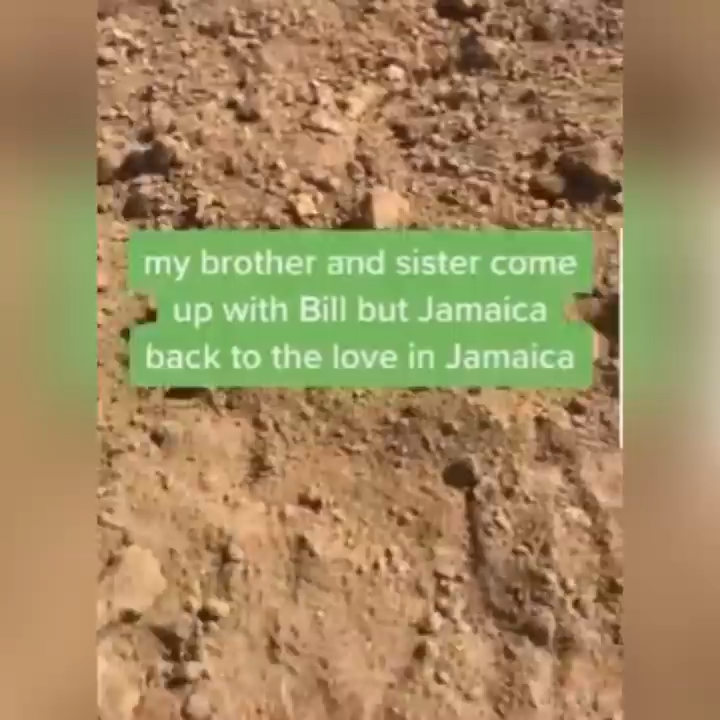 my brother and sister come
up with Bill but Jamaica
back to the love in Jamaica